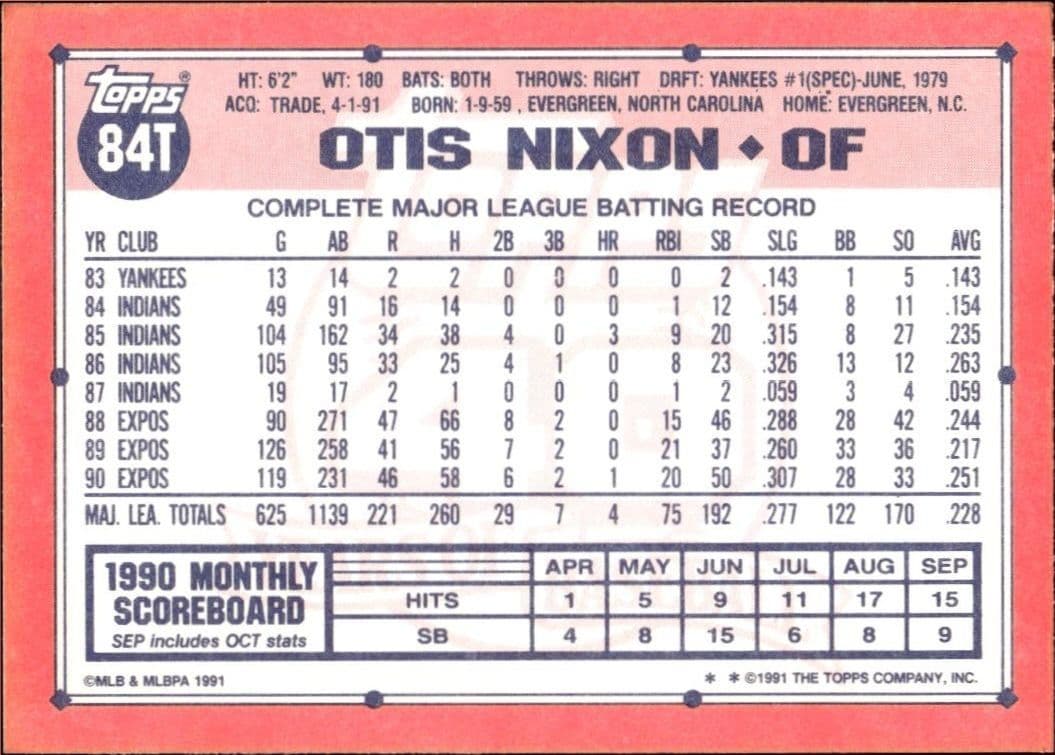 Topps®
84T
HT: 6'2" WT: 180 BATS: BOTH THROWS: RIGHT DRFT: YANKEES #1(SPEC)-JUNE, 1979
ACQ: TRADE, 4-1-91 BORN: 1-9-59 , EVERGREEN, NORTH CAROLINA HOME: EVERGREEN, N.C.
OTIS NIXON ◆ OF
COMPLETE MAJOR LEAGUE BATTING RECORD
YR CLUB G AB R H 2B 3B HR RBI SB SLG BB SO AVG
83 YANKEES 13 14 2 2 0 0 0 0 2 .143 1 5 .143
84 INDIANS 49 91 16 14 0 0 0 1 12 .154 8 11 .154
85 INDIANS 104 162 34 38 4 0 3 9 20 .315 8 27 .235
86 INDIANS 105 95 33 25 4 1 0 8 23 .326 13 12 .263
87 INDIANS 19 17 2 1 0 0 0 1 2 .059 3 4 .059
88 EXPOS 90 271 47 66 8 2 0 15 46 .288 28 42 .244
89 EXPOS 126 258 41 56 7 2 0 21 37 .260 33 36 .217
90 EXPOS 119 231 46 58 6 2 1 20 50 .307 28 33 .251
MAJ. LEA. TOTALS 625 1139 221 260 29 7 4 75 192 .277 122 170 .228
1990 MONTHLY
SCOREBOARD
SEP includes OCT stats
APR MAY JUN JUL AUG SEP
HITS 1 5 9 11 17 15
SB 4 8 15 6 8 9
©MLB & MLBPA 1991
* * ©1991 THE TOPPS COMPANY, INC.